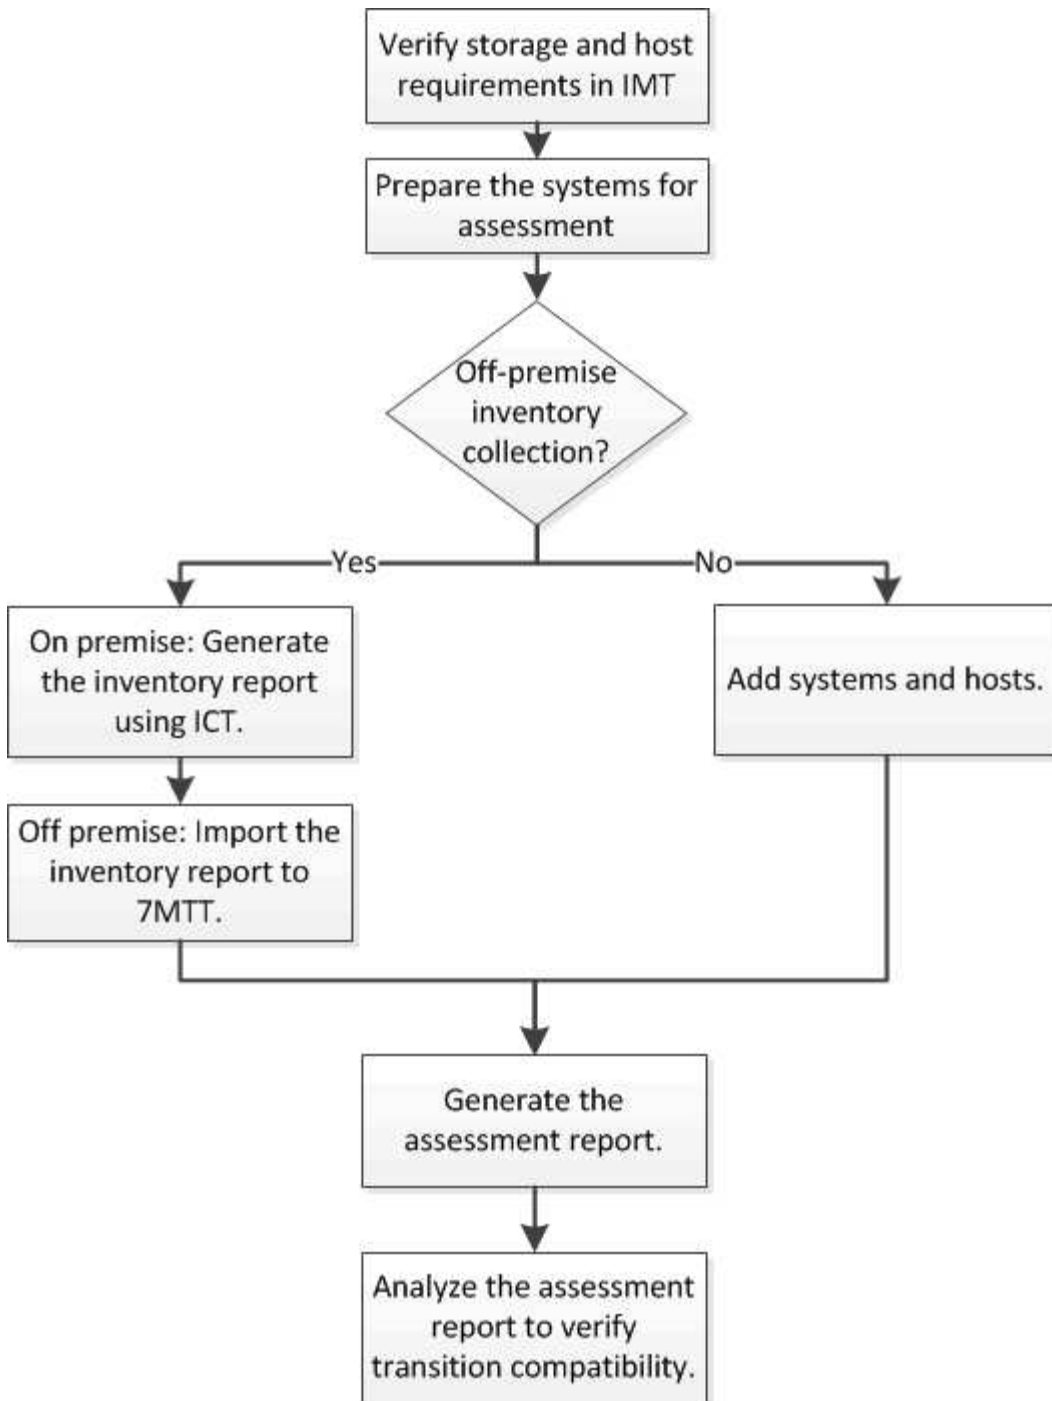 Verify storage and host
requirements in IMT
Prepare the systems for
assessment
Off-premise
inventory
collection?
Yes
No
On premise: Generate
the inventory report
using ICT.
Add systems and hosts.
Off premise: Import the
inventory report to
7MTT.
Generate the
assessment report.
Analyze the assessment
report to verify
transition compatibility.